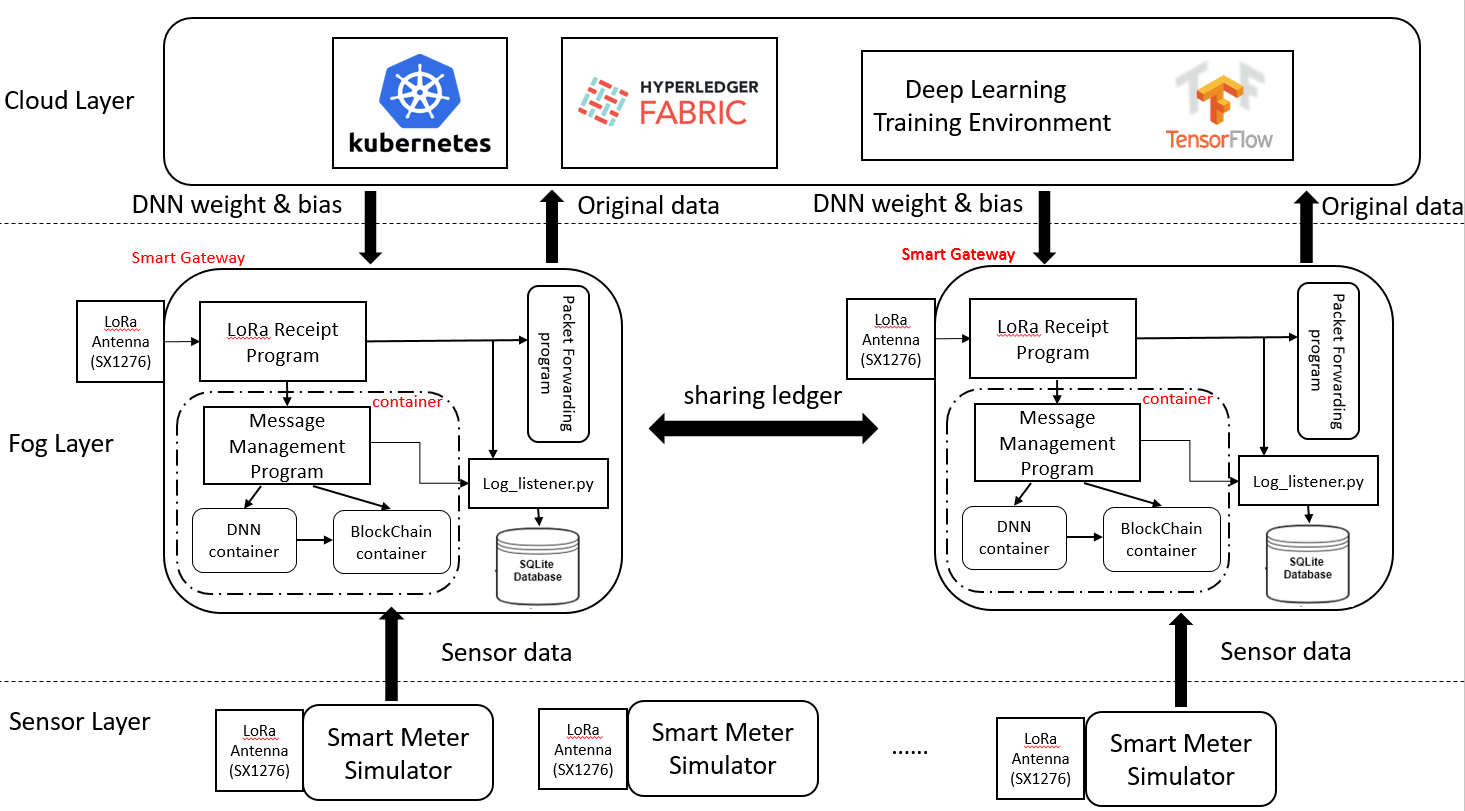 Cloud Layer
kubernetes
HYPERLEDGER
FABRIC
Deep Learning
Training Environment
TensorFlow
DNN weight & bias
Original data
DNN weight & bias
Original data
Fog Layer
Smart Gateway
LoRa
Antenna
(SX1276)
LoRa Receipt
Program
Packet Forwarding
program
container
Message
Management
Program
Log_listener.py
DNN
container
BlockChain
container
SQLite
Database
sharing ledger
Smart Gateway
LoRa
Antenna
(SX1276)
LoRa Receipt
Program
Packet Forwarding
program
container
Message
Management
Program
Log_listener.py
DNN
container
BlockChain
container
SQLite
Database
Sensor data
Sensor data
Sensor Layer
LoRa
Antenna
(SX1276)
Smart Meter
Simulator
LoRa
Antenna
(SX1276)
Smart Meter
Simulator
......
LoRa
Antenna
(SX1276)
Smart Meter
Simulator